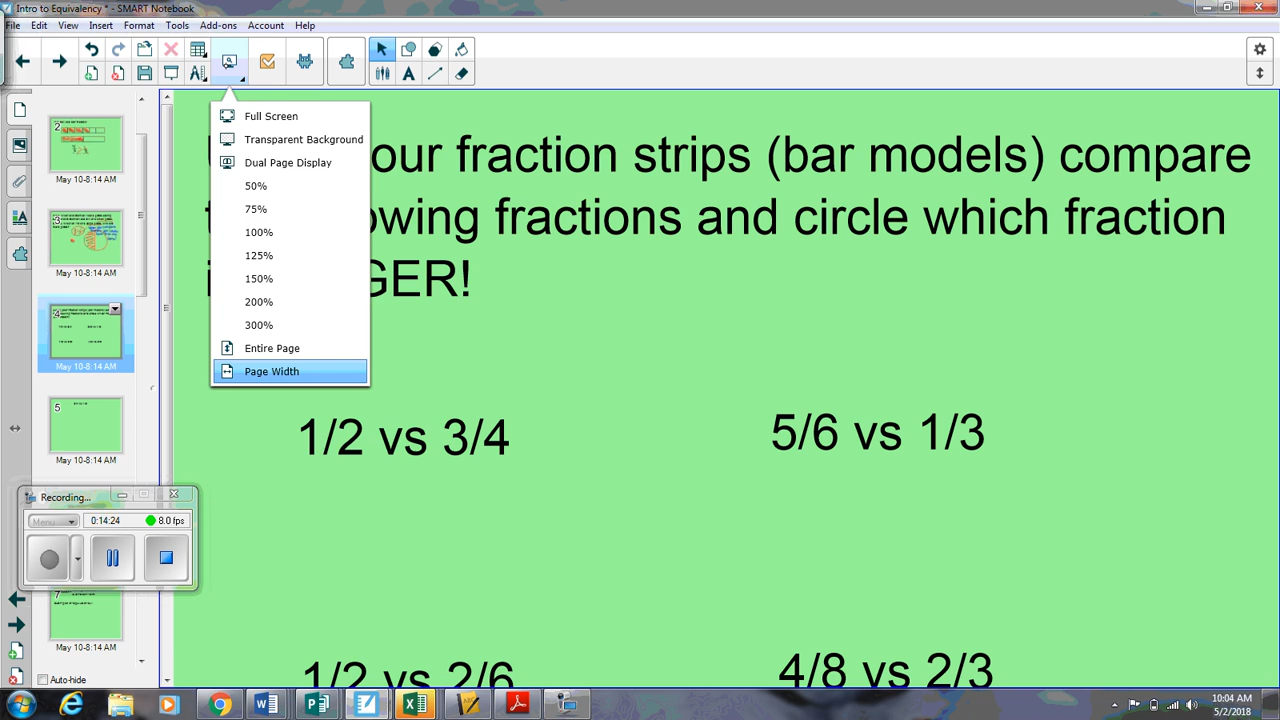 Intro to Equivalency * - SMART Notebook
File Edit View Insert Format Tools Add-ons Account Help
Full Screen
Transparent Background
Dual Page Display
50%
75%
100%
125%
150%
200%
300%
Entire Page
Page Width
our fraction strips (bar models) compare
owing fractions and circle which fraction
GER!
1/2 vs 3/4
5/6 vs 1/3
1/2 vs 2/6
4/8 vs 2/3
2
May 10-8:14 AM
3
May 10-8:14 AM
4
May 10-8:14 AM
5
May 10-8:14 AM
7
May 10-8:14 AM
Auto-hide
Recording...
Menu
0:14:24
8.0 fps
10:04 AM
5/2/2018